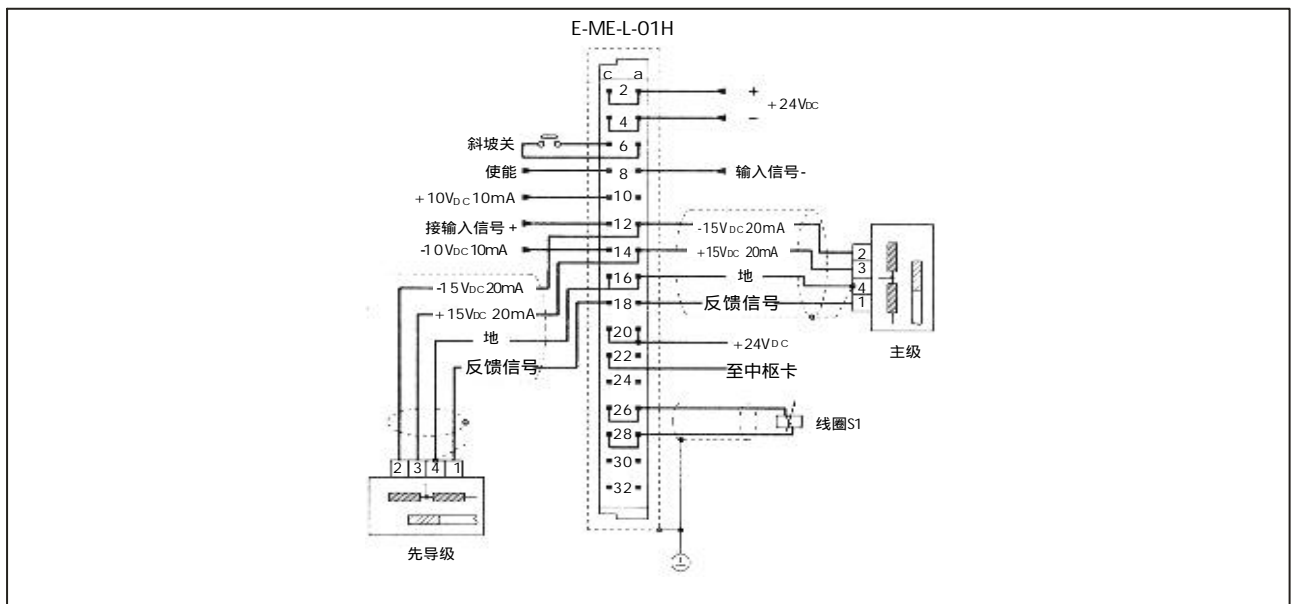 E-ME-L-01H
c a
2
+
+24VDC
4
−
斜坡关
6
使能
8
输入信号-
+10VDC 10mA
10
接输入信号+
12
-15VDC 20mA
-10VDC 10mA
14
+15VDC 20mA
2
3
4
1
16
地
-15VDC 20mA
18
反馈信号
+15VDC 20mA
主级
地
20
+24VDC
反馈信号
22
至中枢卡
24
26
线圈S1
28
2 3 4 1
30
32
先导级